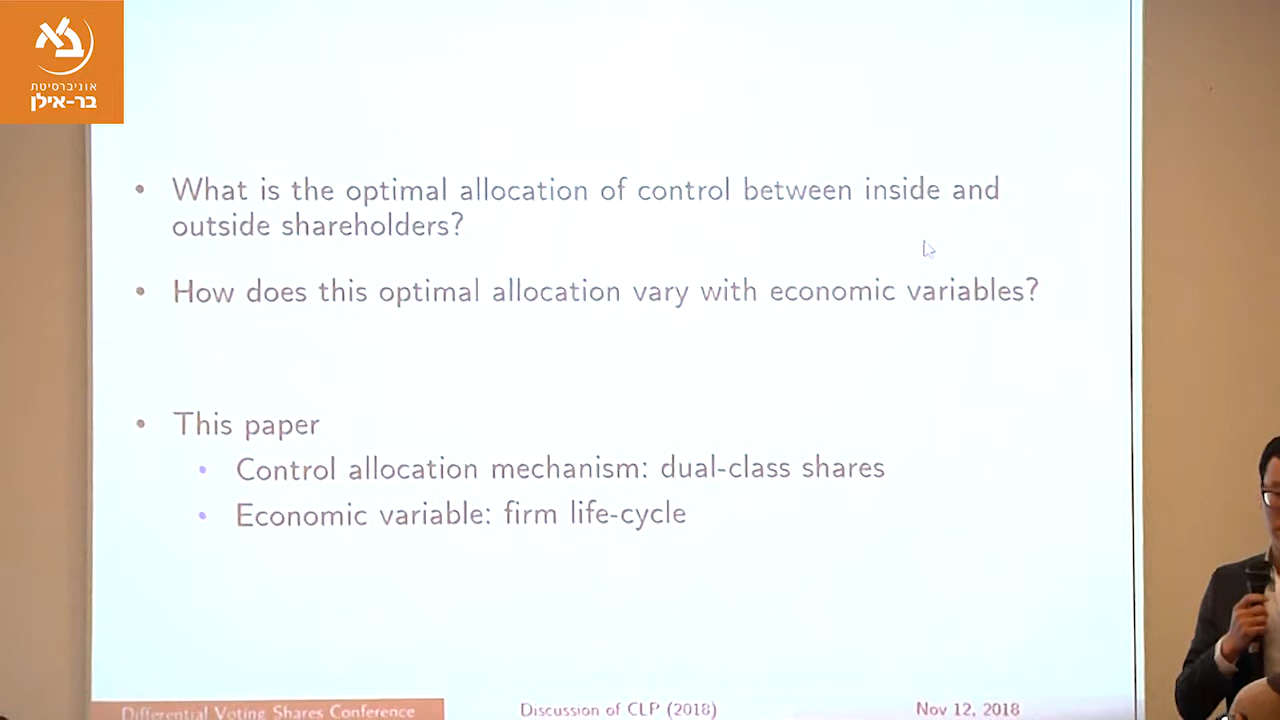 אוניברסיטת
בר-אילן
• What is the optimal allocation of control between inside and
outside shareholders?
• How does this optimal allocation vary with economic variables?
• This paper
• Control allocation mechanism: dual-class shares
• Economic variable: firm life-cycle
Differential Voting Shares Conference
Discussion of CLP (2018)
Nov 12, 2018